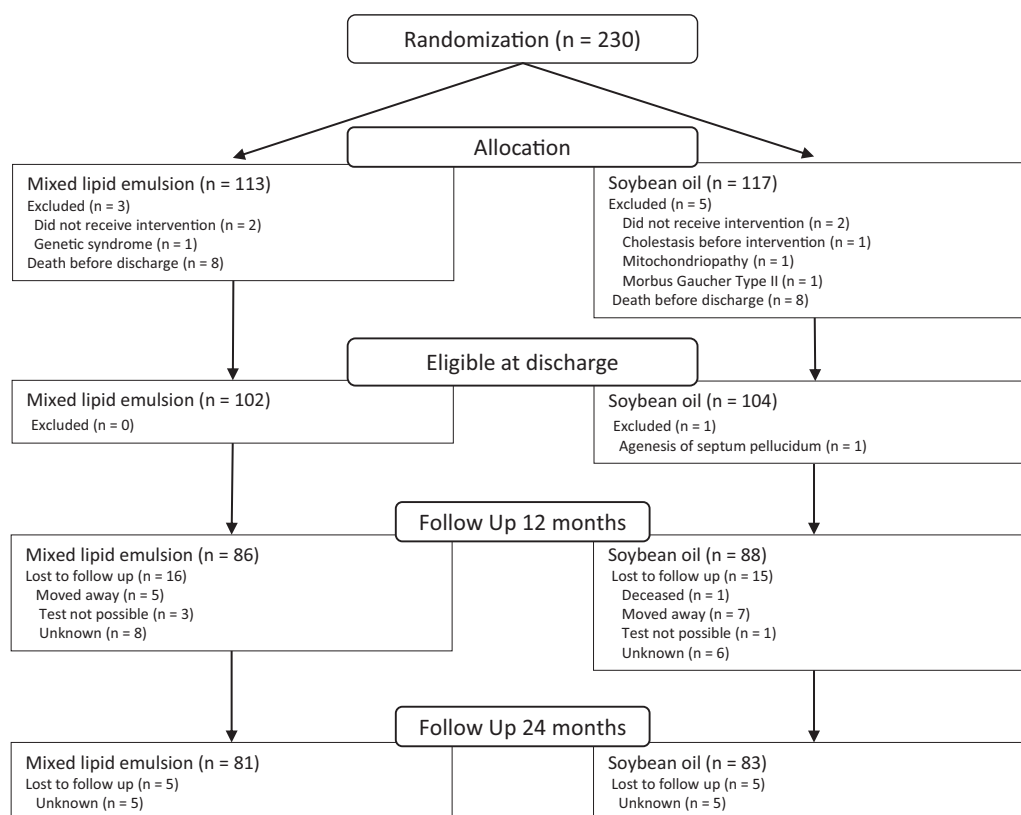 Randomization (n = 230)
Allocation
Mixed lipid emulsion (n = 113)
Excluded (n = 3)
Did not receive intervention (n = 2)
Genetic syndrome (n = 1)
Death before discharge (n = 8)
Soybean oil (n = 117)
Excluded (n = 5)
Did not receive intervention (n = 2)
Cholestasis before intervention (n = 1)
Mitochondriopathy (n = 1)
Morbus Gaucher Type II (n = 1)
Death before discharge (n = 8)
Eligible at discharge
Mixed lipid emulsion (n = 102)
Excluded (n = 0)
Soybean oil (n = 104)
Excluded (n = 1)
Agenesis of septum pellucidum (n = 1)
Follow Up 12 months
Mixed lipid emulsion (n = 86)
Lost to follow up (n = 16)
Moved away (n = 5)
Test not possible (n = 3)
Unknown (n = 8)
Soybean oil (n = 88)
Lost to follow up (n = 15)
Deceased (n = 1)
Moved away (n = 7)
Test not possible (n = 1)
Unknown (n = 6)
Follow Up 24 months
Mixed lipid emulsion (n = 81)
Lost to follow up (n = 5)
Unknown (n = 5)
Soybean oil (n = 83)
Lost to follow up (n = 5)
Unknown (n = 5)